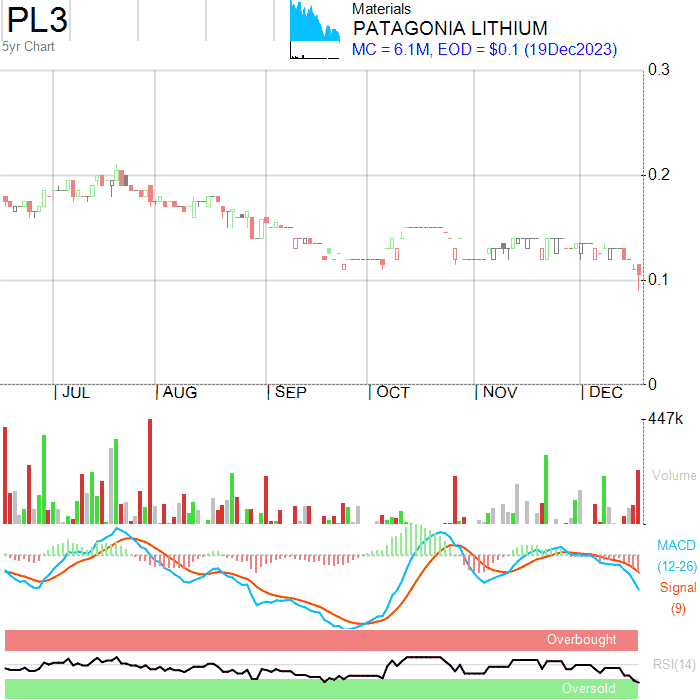 PL3
5yr Chart
Materials
PATAGONIA LITHIUM
MC = 6.1M, EOD = $0.1 (19Dec2023)
0.3
0.2
0.1
0
| JUL | AUG | SEP | OCT | NOV | DEC
447k
Volume
MACD
(12-26)
Signal
(9)
Overbought
RSI(14)
Oversold